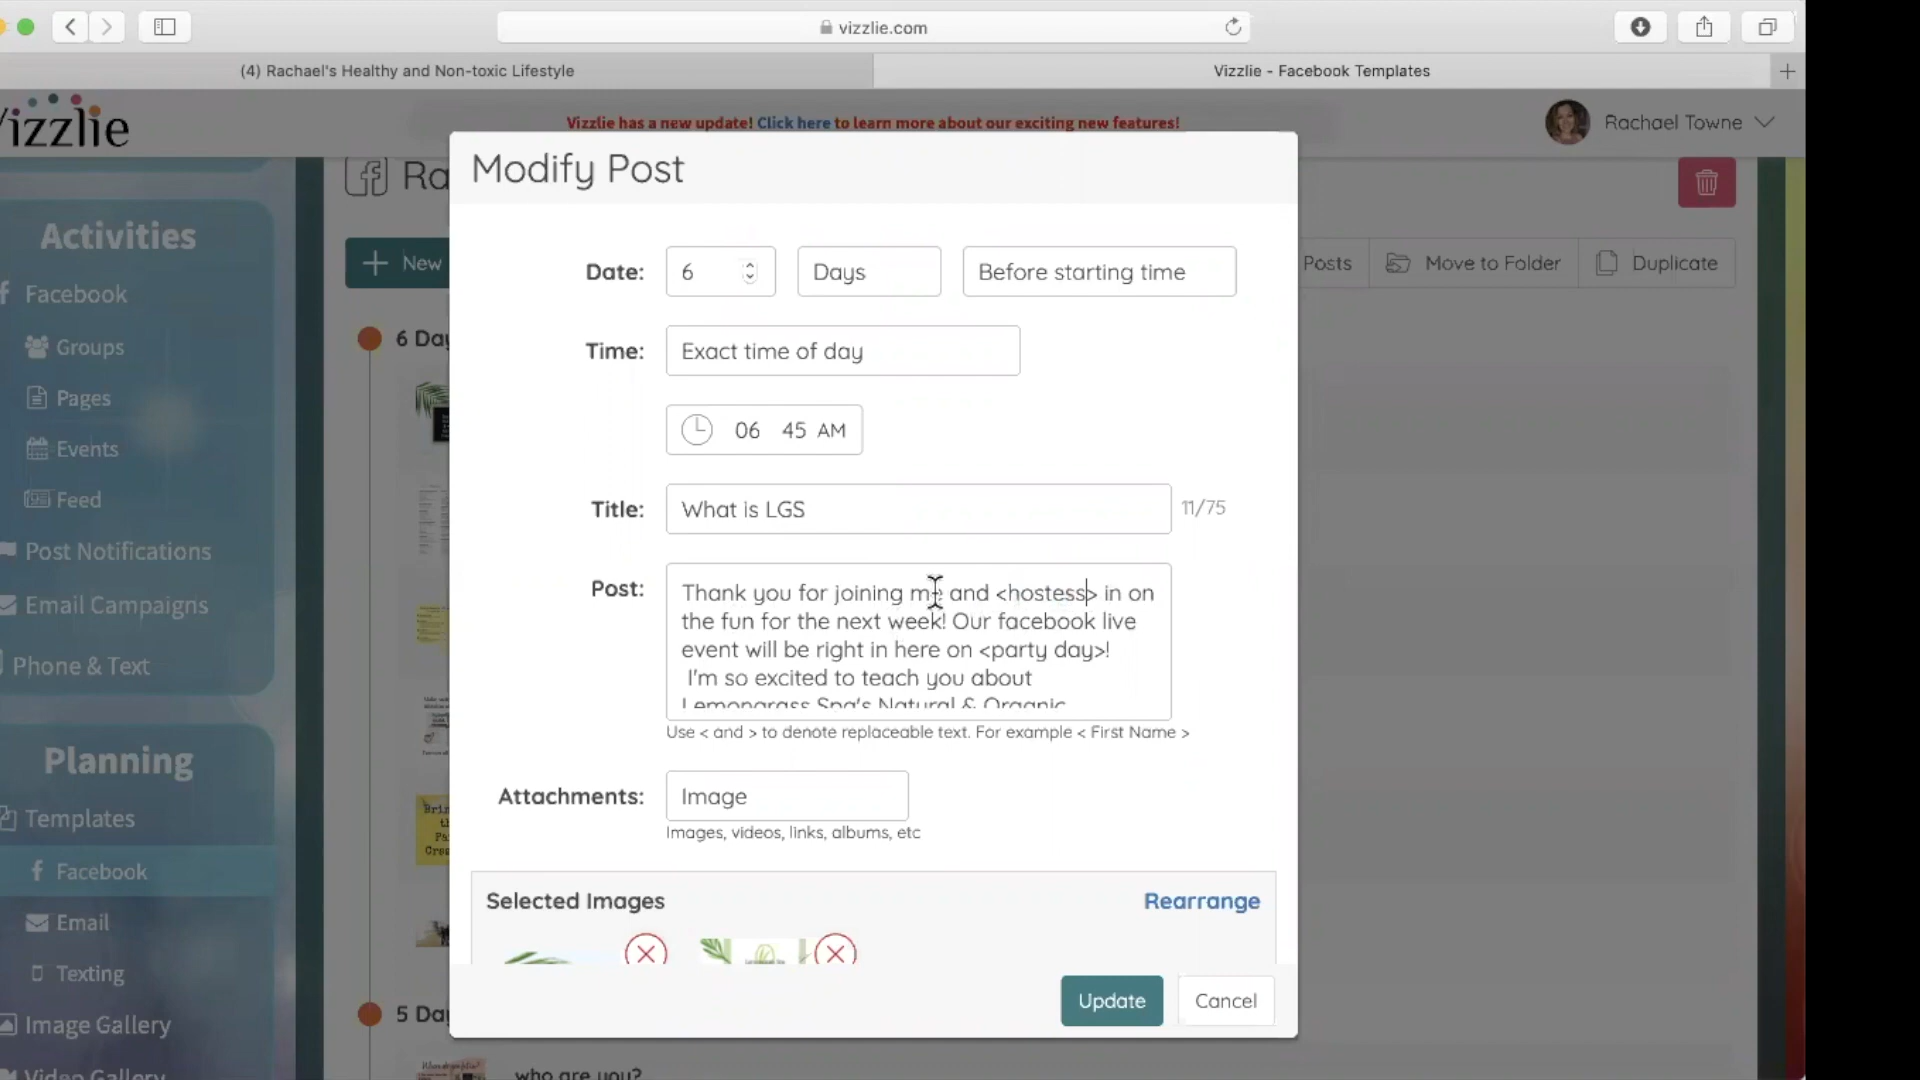 vizzlie.com
(4) Rachael's Healthy and Non-toxic Lifestyle
Vizzlie - Facebook Templates
Vizzlie has a new update! Click here to learn more about our exciting new features!
Rachael Towne
Modify Post
Activities
Facebook
Groups
Pages
Events
Feed
Post Notifications
Email Campaigns
Phone & Text
Planning
Templates
Facebook
Email
Texting
Image Gallery
Video Gallery
New
Posts
Move to Folder
Duplicate
Date:
6
Days
Before starting time
Time:
Exact time of day
06 45 AM
Title:
What is LGS
11/75
Post:
Thank you for joining me and <hostess> in on
the fun for the next week! Our facebook live
event will be right in here on <party day>!
I'm so excited to teach you about
Lemongrass Spa's Natural & Organic
Use < and > to denote replaceable text. For example < First Name >
Attachments:
Image
Images, videos, links, albums, etc
Selected Images
Rearrange
Update
Cancel
who are you?